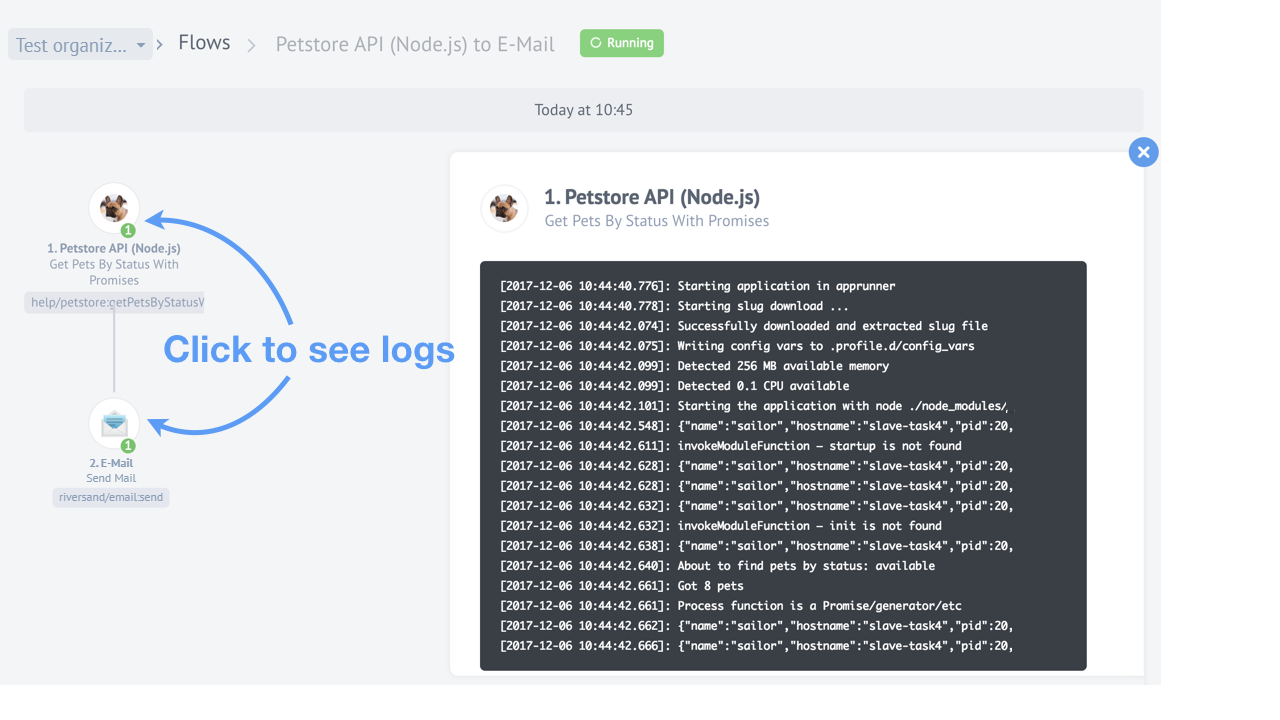 Test organiz...
Flows
Petstore API (Node.js) to E-Mail
Running
Today at 10:45
1
1. Petstore API (Node.js)
Get Pets By Status With
Promises
help/petstore:getPetsByStatusW
Click to see logs
1
2. E-Mail
Send Mail
riversand/email:send
1. Petstore API (Node.js)
Get Pets By Status With Promises
[2017-12-06 10:44:40.776]: Starting application in apprunner
[2017-12-06 10:44:40.778]: Starting slug download ...
[2017-12-06 10:44:42.074]: Successfully downloaded and extracted slug file
[2017-12-06 10:44:42.075]: Writing config vars to .profile.d/config_vars
[2017-12-06 10:44:42.099]: Detected 256 MB available memory
[2017-12-06 10:44:42.099]: Detected 0.1 CPU available
[2017-12-06 10:44:42.101]: Starting the application with node ./node_modules/
[2017-12-06 10:44:42.548]: {"name":"sailor","hostname":"slave-task4","pid":20,
[2017-12-06 10:44:42.611]: invokeModuleFunction – startup is not found
[2017-12-06 10:44:42.628]: {"name":"sailor","hostname":"slave-task4","pid":20,
[2017-12-06 10:44:42.628]: {"name":"sailor","hostname":"slave-task4","pid":20,
[2017-12-06 10:44:42.632]: {"name":"sailor","hostname":"slave-task4","pid":20,
[2017-12-06 10:44:42.632]: invokeModuleFunction – init is not found
[2017-12-06 10:44:42.638]: {"name":"sailor","hostname":"slave-task4","pid":20,
[2017-12-06 10:44:42.640]: About to find pets by status: available
[2017-12-06 10:44:42.661]: Got 8 pets
[2017-12-06 10:44:42.661]: Process function is a Promise/generator/etc
[2017-12-06 10:44:42.662]: {"name":"sailor","hostname":"slave-task4","pid":20,
[2017-12-06 10:44:42.666]: {"name":"sailor","hostname":"slave-task4","pid":20,